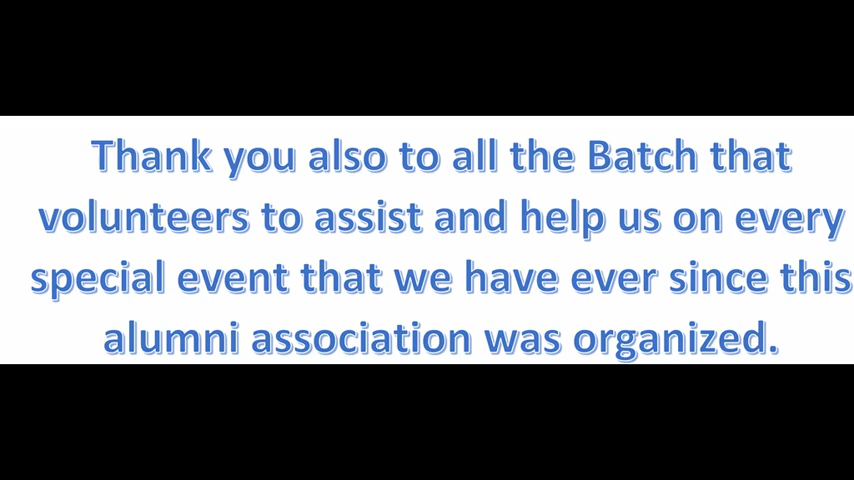 Thank you also to all the Batch that
volunteers to assist and help us on every
special event that we have ever since this
alumni association was organized.